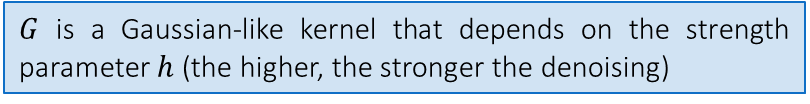 G is a Gaussian-like kernel that depends on the strength
parameter h (the higher, the stronger the denoising)